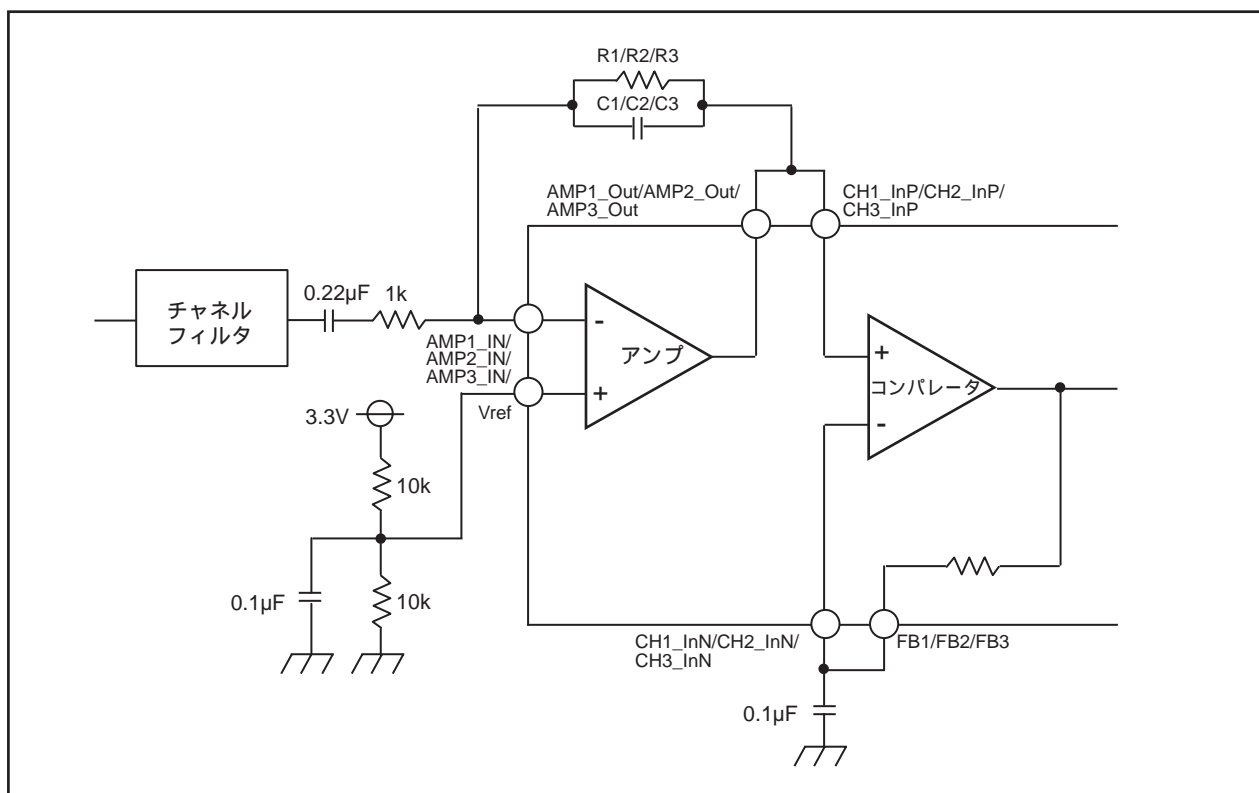 R1/R2/R3
C1/C2/C3
AMP1_Out/AMP2_Out/
AMP3_Out
CH1_InP/CH2_InP/
CH3_InP
チャネル
フィルタ
0.22µF
1k
-
アンプ
+
AMP1_IN/
AMP2_IN/
AMP3_IN/
Vref
+
コンパレータ
-
3.3V
10k
0.1µF
10k
CH1_InN/CH2_InN/
CH3_InN
FB1/FB2/FB3
0.1µF